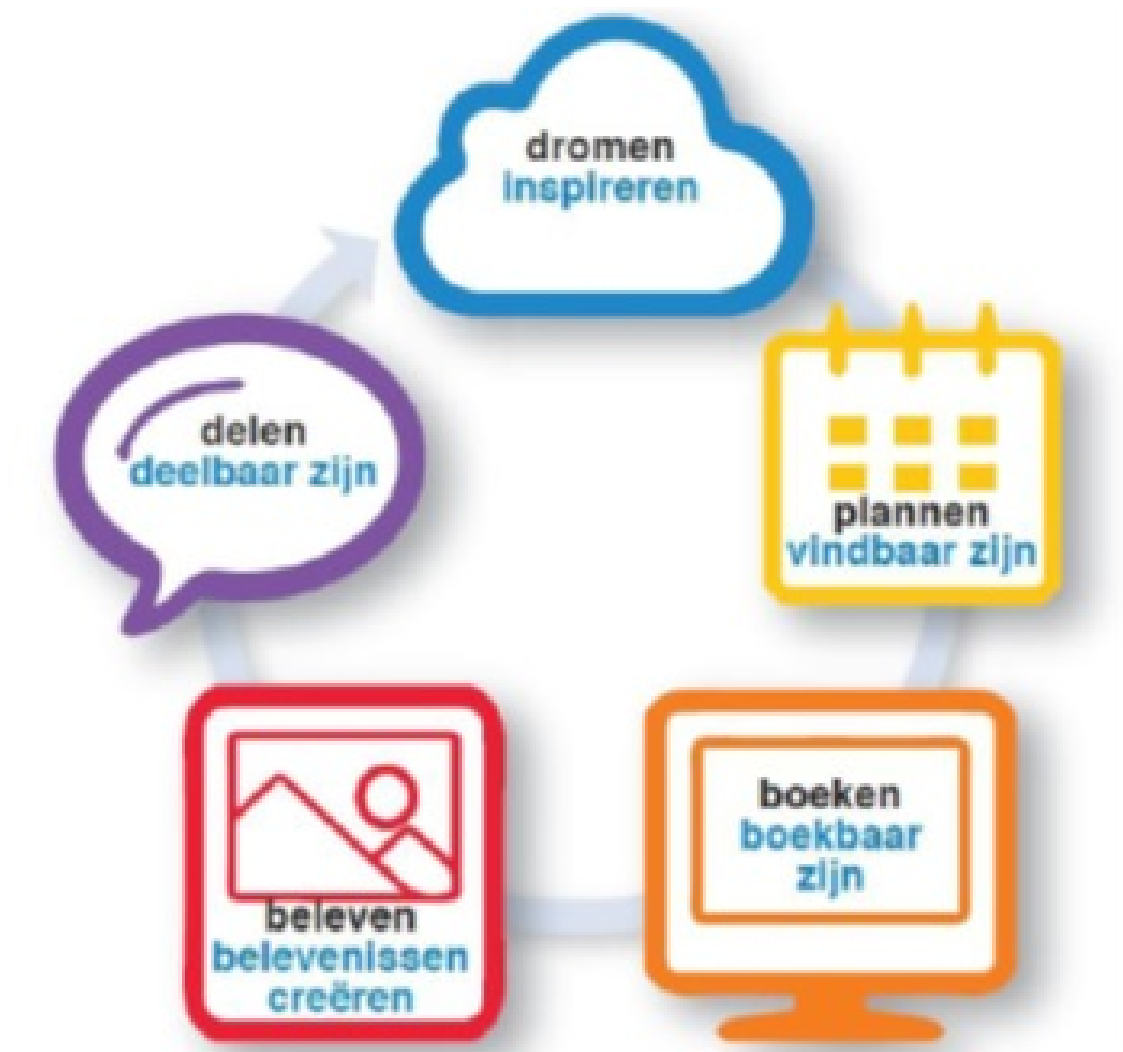 dromen
inspireren
plannen
vindbaar zijn
boeken
boekbaar
zijn
beleven
belevenissen
creëren
delen
deelbaar zijn